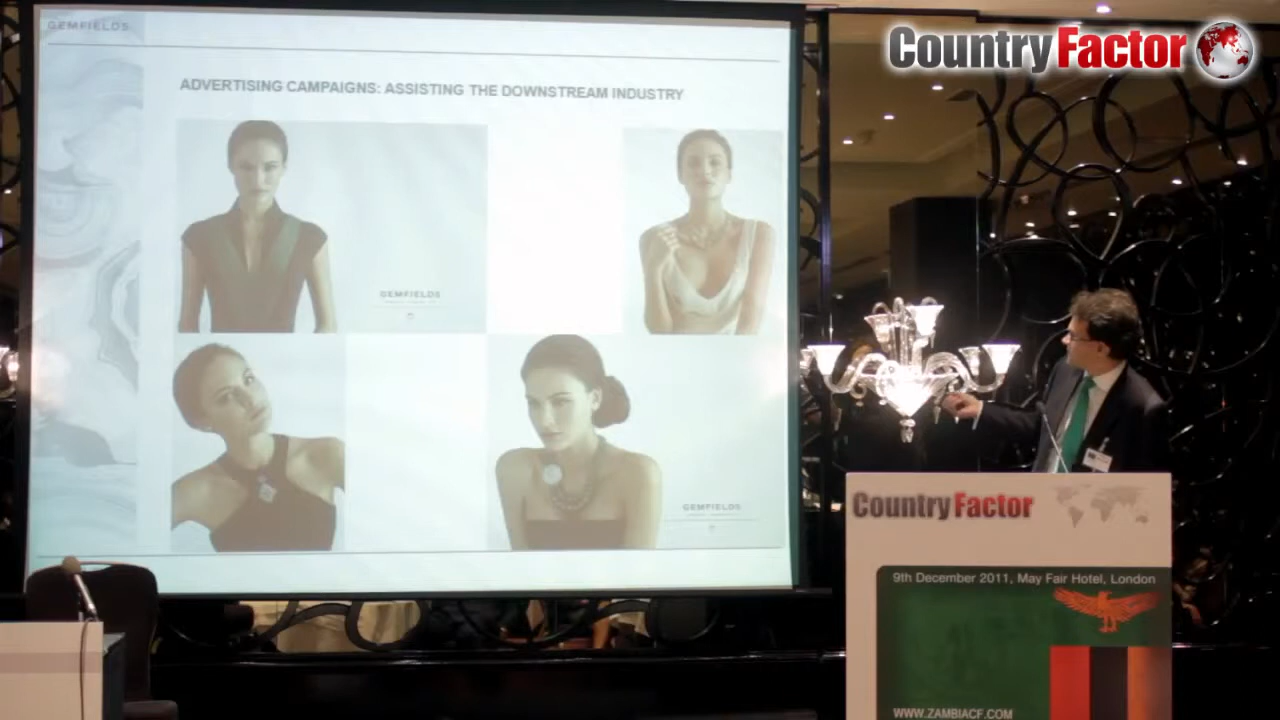 GEMFIELDS
CountryFactor
ADVERTISING CAMPAIGNS: ASSISTING THE DOWNSTREAM INDUSTRY
GEMFIELDS
GEMFIELDS
CountryFactor
9th December 2011, May Fair Hotel, London
WWW.ZAMBIACF.COM